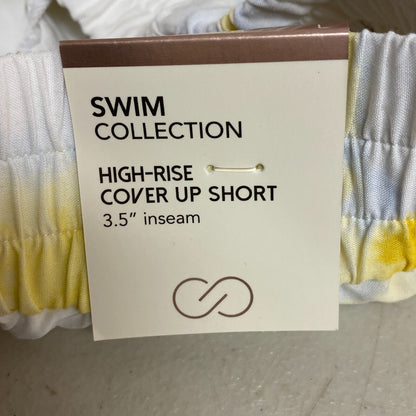 SWIM
COLLECTION
HIGH-RISE
COVER UP SHORT
3.5" inseam